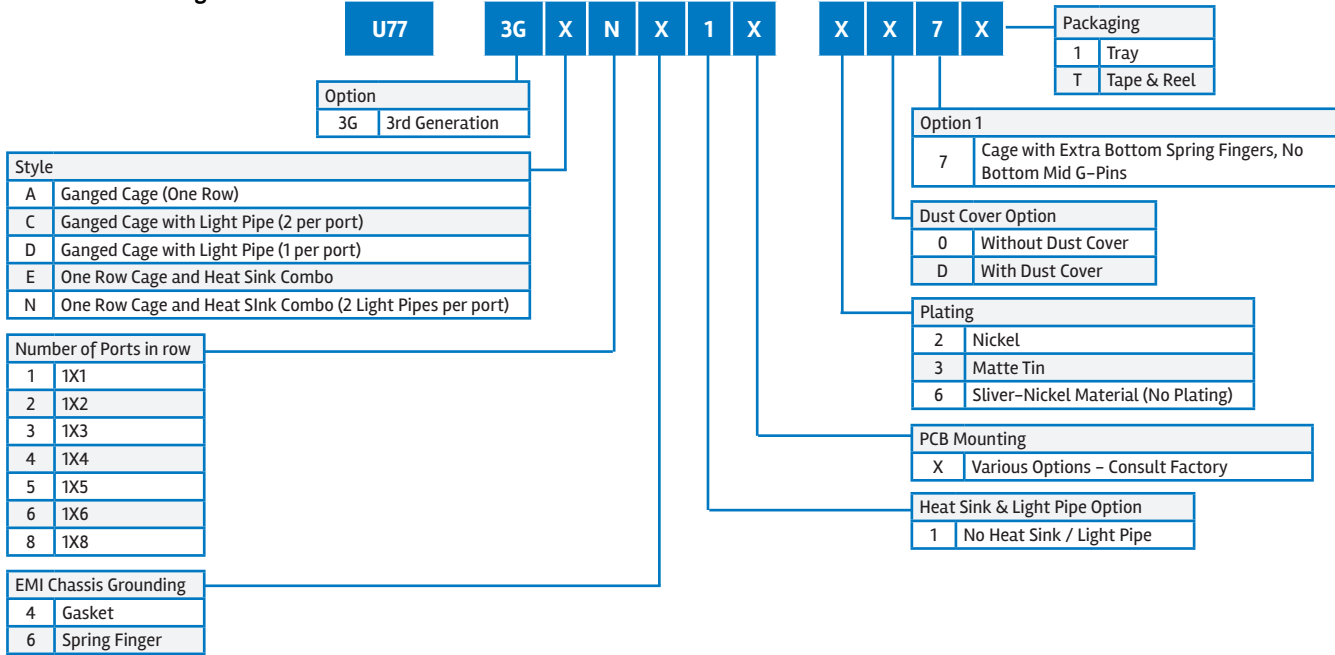 U77 3G X N X 1 X X X 7 X
Packaging
1 Tray
T Tape & Reel
Option
3G 3rd Generation
Option 1
7 Cage with Extra Bottom Spring Fingers, No
Bottom Mid G-Pins
Style
A Ganged Cage (One Row)
C Ganged Cage with Light Pipe (2 per port)
D Ganged Cage with Light Pipe (1 per port)
E One Row Cage and Heat Sink Combo
N One Row Cage and Heat SInk Combo (2 Light Pipes per port)
Dust Cover Option
0 Without Dust Cover
D With Dust Cover
Plating
2 Nickel
3 Matte Tin
6 Sliver-Nickel Material (No Plating)
Number of Ports in row
1 1X1
2 1X2
3 1X3
4 1X4
5 1X5
6 1X6
8 1X8
PCB Mounting
X Various Options - Consult Factory
Heat Sink & Light Pipe Option
1 No Heat Sink / Light Pipe
EMI Chassis Grounding
4 Gasket
6 Spring Finger